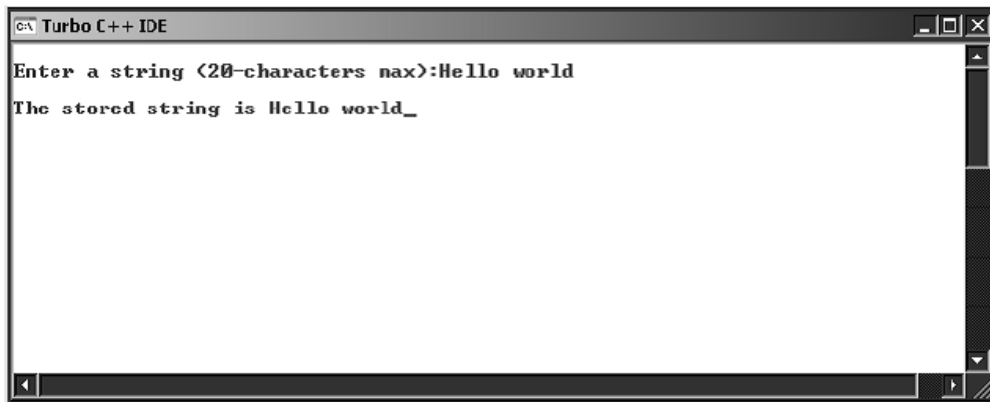 Turbo C++ IDE
Enter a string (20-characters max):Hello world
The stored string is Hello world_